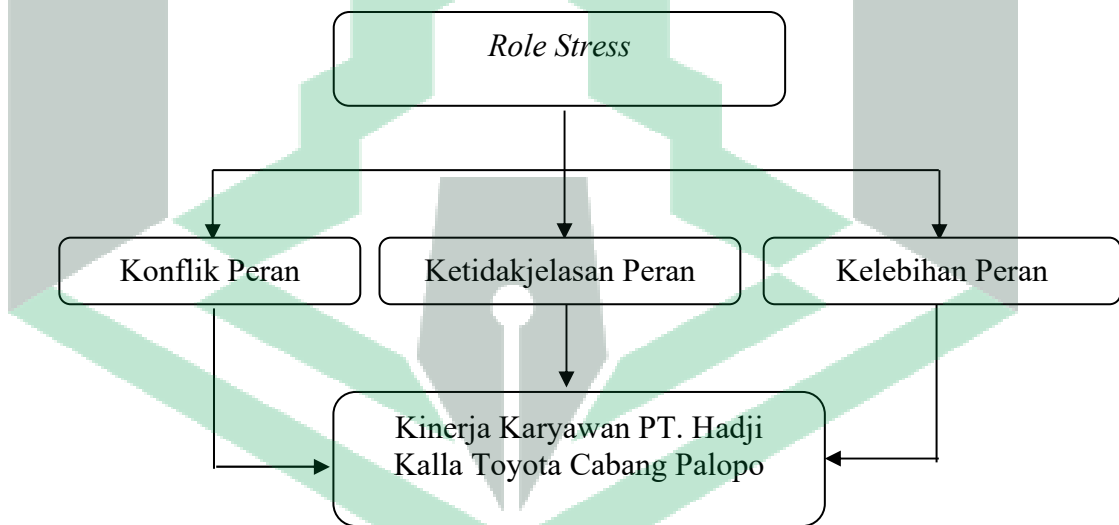 Role Stress
Konflik Peran
Ketidakjelasan Peran
Kelebihan Peran
Kinerja Karyawan PT. Hadji
Kalla Toyota Cabang Palopo